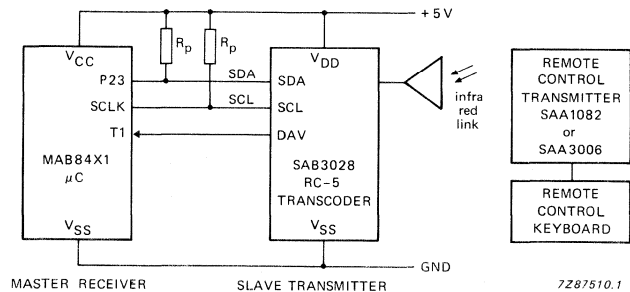 +5V
VCC
Rp
Rp
VDD
P23
SDA
SDA
SCLK
SCL
SCL
T1
DAV
MAB84X1
μC
SAB3028
RC-5
TRANSCODER
VSS
VSS
infra
red
link
REMOTE
CONTROL
TRANSMITTER
SAA1082
or
SAA3006
REMOTE
CONTROL
KEYBOARD
GND
MASTER RECEIVER
SLAVE TRANSMITTER
7Z87510.1